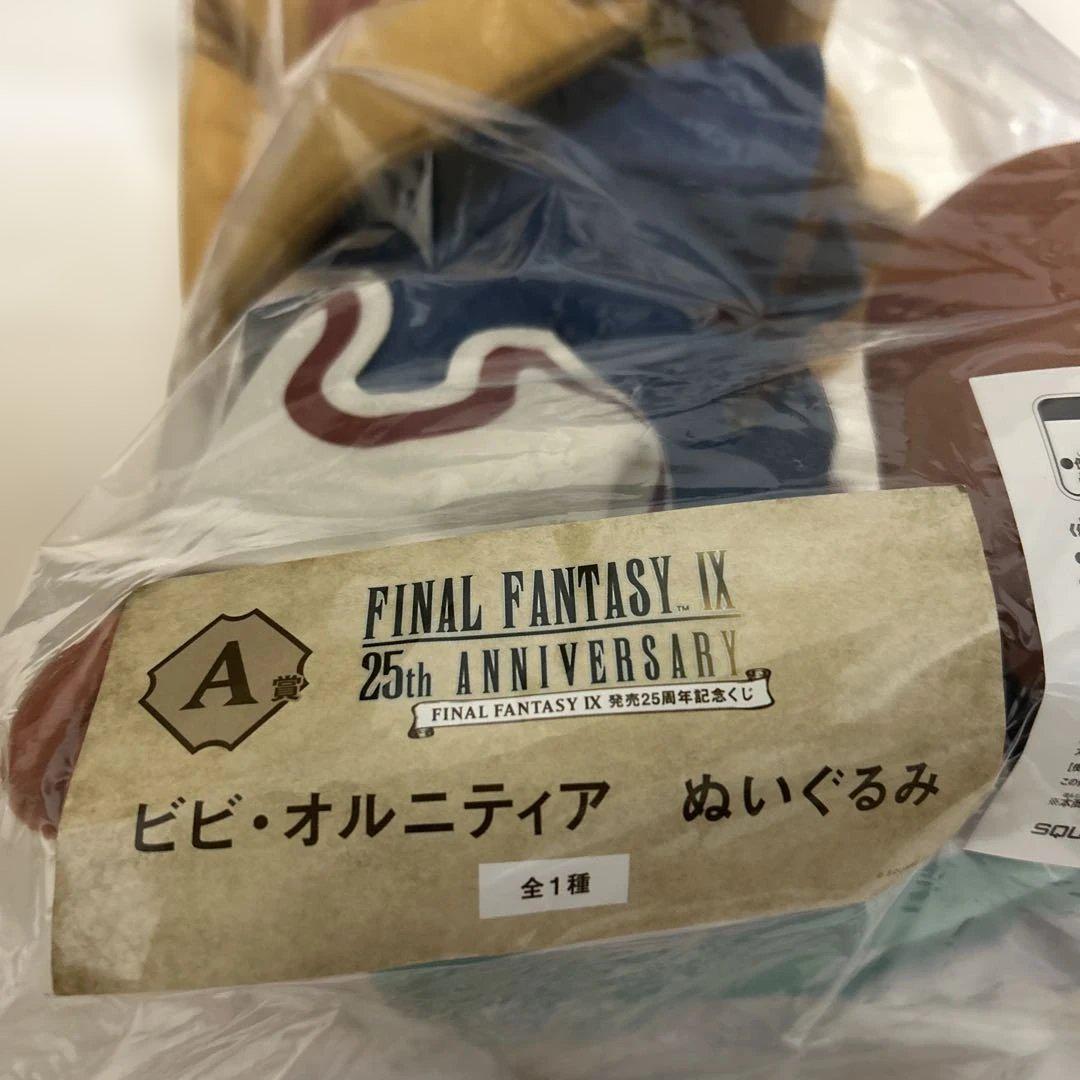 A賞
FINAL FANTASY™ IX
25th ANNIVERSARY
FINAL FANTASY IX 発売25周年記念くじ
ビビ・オルニティア ぬいぐるみ
全1種